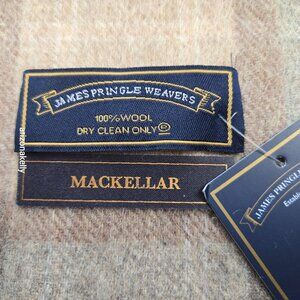 JAMES PRINGLE WEAVERS
100% WOOL
DRY CLEAN ONLY Ⓟ
MACKELLAR
JAMES PRINGLE
arizonakelly